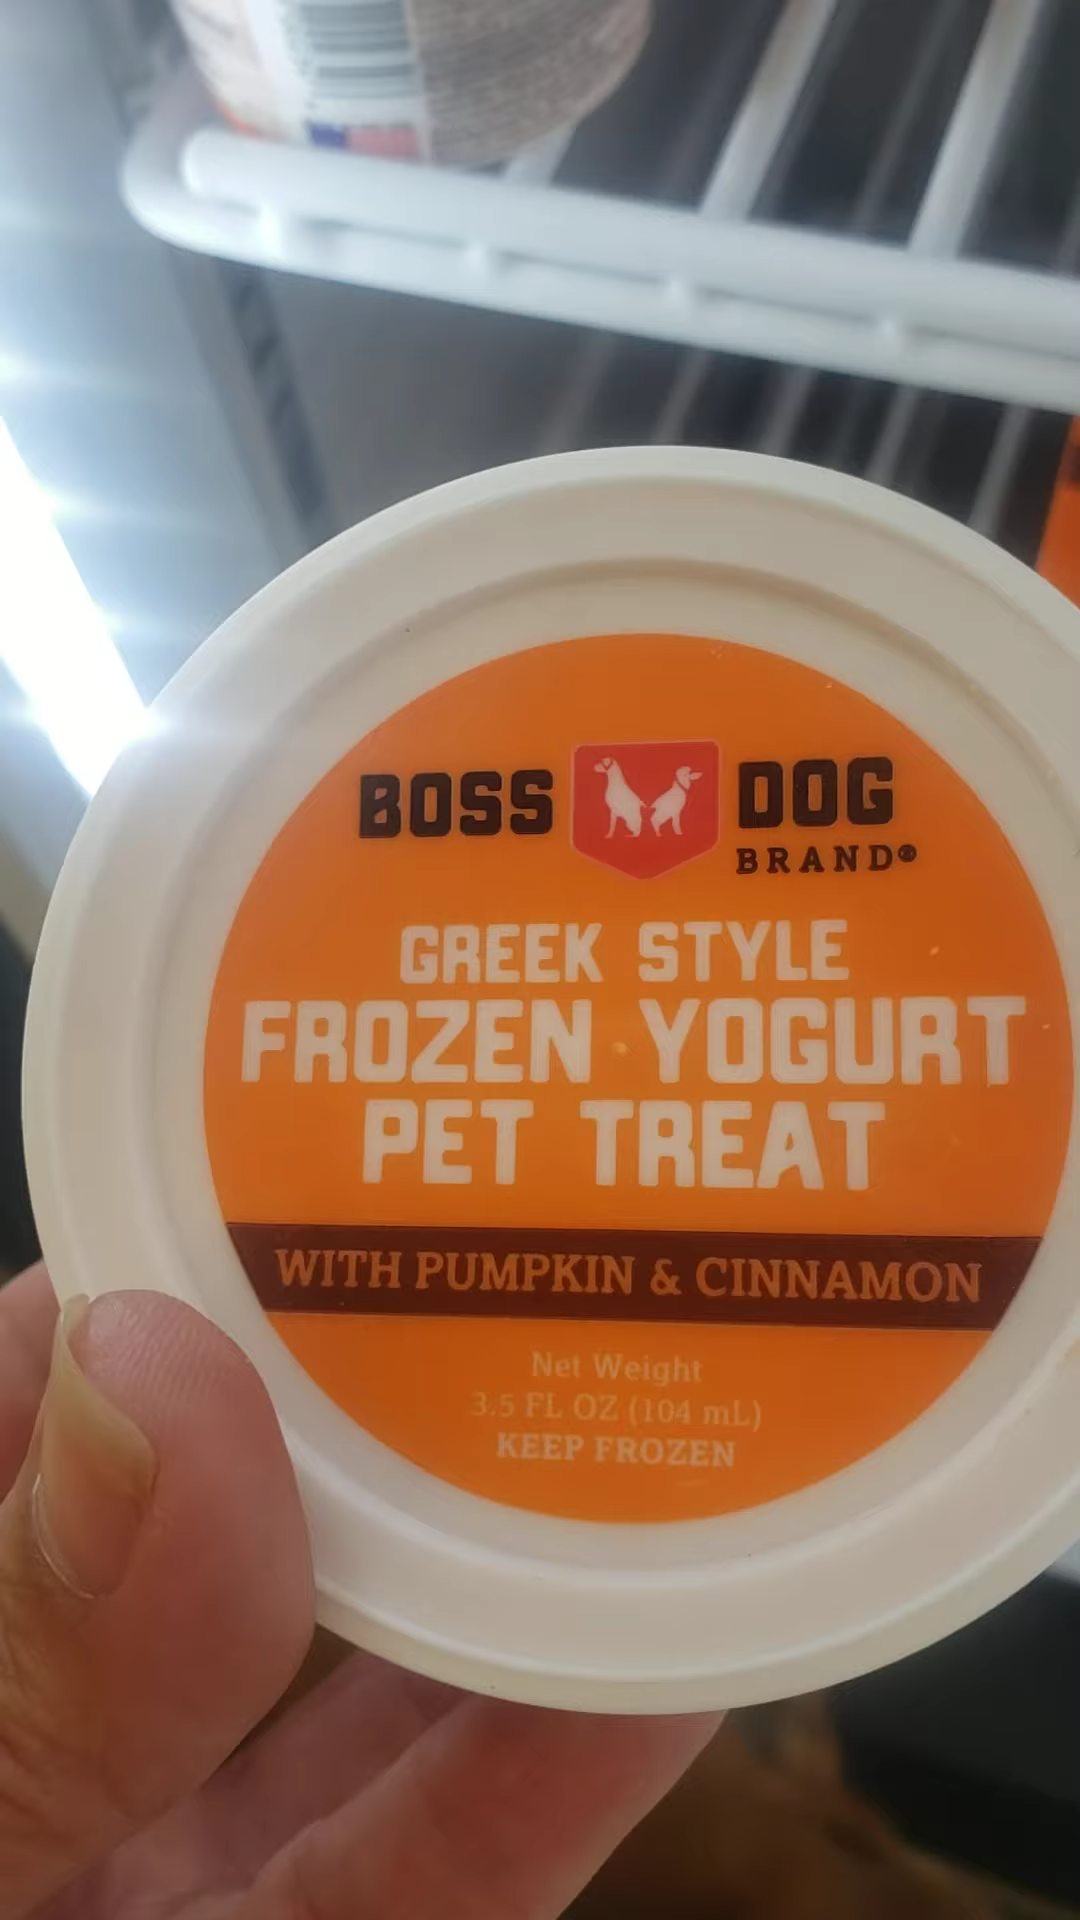 BOSS DOG
BRAND®
GREEK STYLE
FROZEN YOGURT
PET TREAT
WITH PUMPKIN & CINNAMON
Net Weight
3.5 FL OZ (104 mL)
KEEP FROZEN